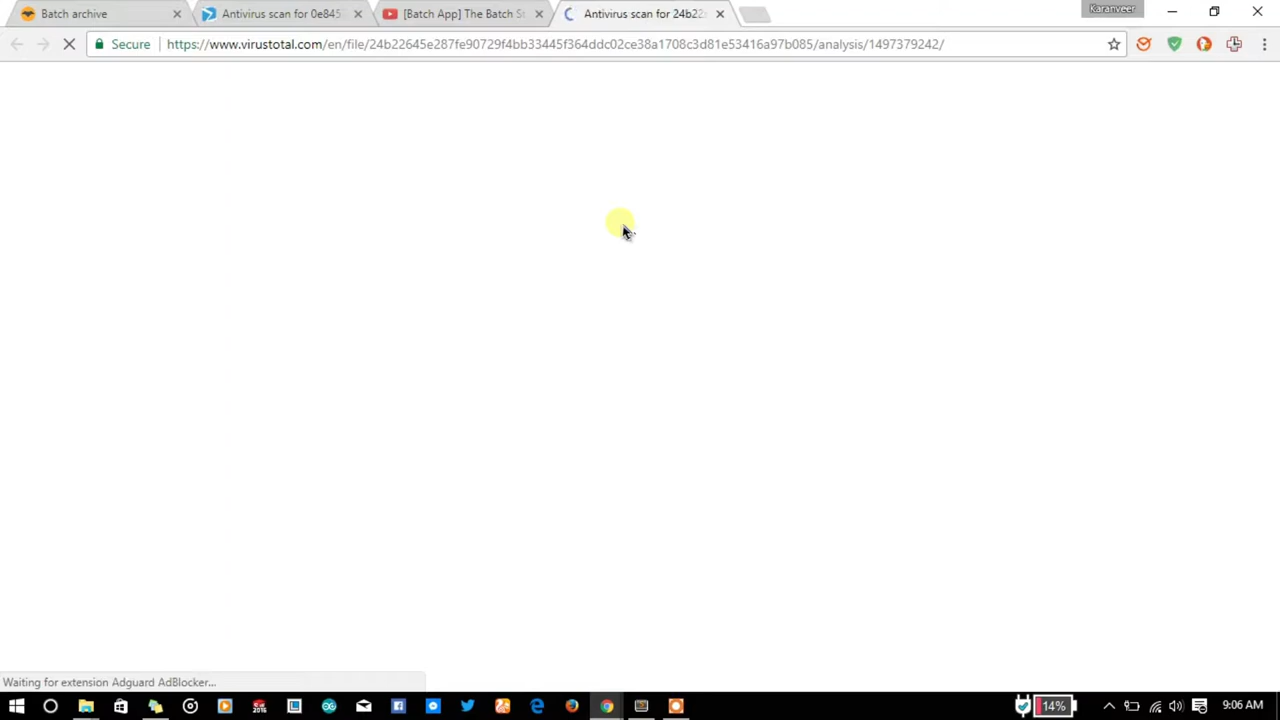 Batch archive
Antivirus scan for 0e845
[Batch App] The Batch St
Antivirus scan for 24b22
Karanveer
Secure
https://www.virustotal.com/en/file/24b22645e287fe90729f4bb33445f364ddc02ce38a1708c3d81e53416a97b085/analysis/1497379242/
Waiting for extension Adguard AdBlocker...
2016
14%
9:06 AM